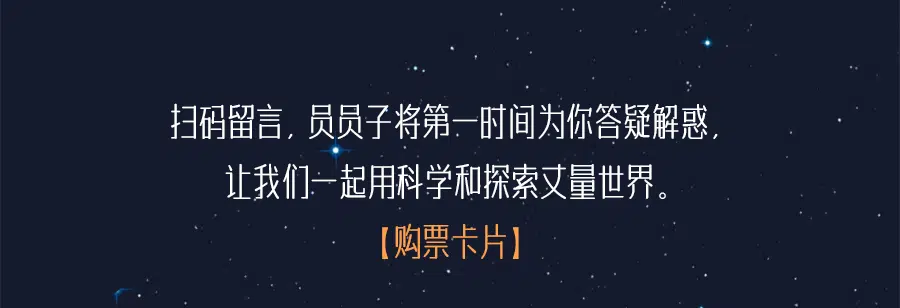 扫码留言, 员员子将第一时间为你答疑解惑,
让我们一起用科学和探索丈量世界。
【购票卡片】